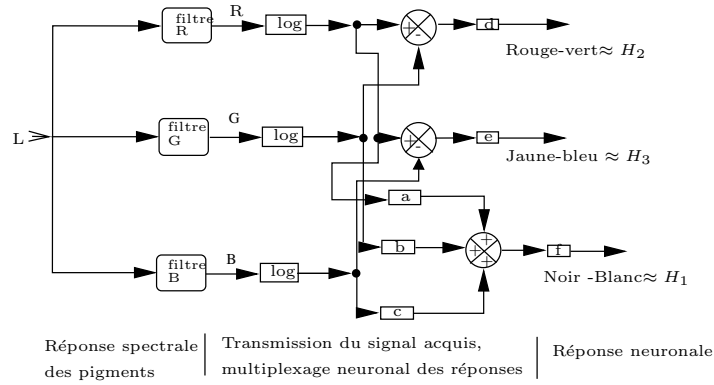 R
filtre
R
log
+
-
d
Rouge-vert≈ H₂
L
G
filtre
G
log
+
-
e
Jaune-bleu ≈ H₃
a
B
filtre
B
log
b
+
+
+
f
Noir -Blanc≈ H₁
c
Réponse spectrale
des pigments
Transmission du signal acquis,
multiplexage neuronal des réponses
Réponse neuronale